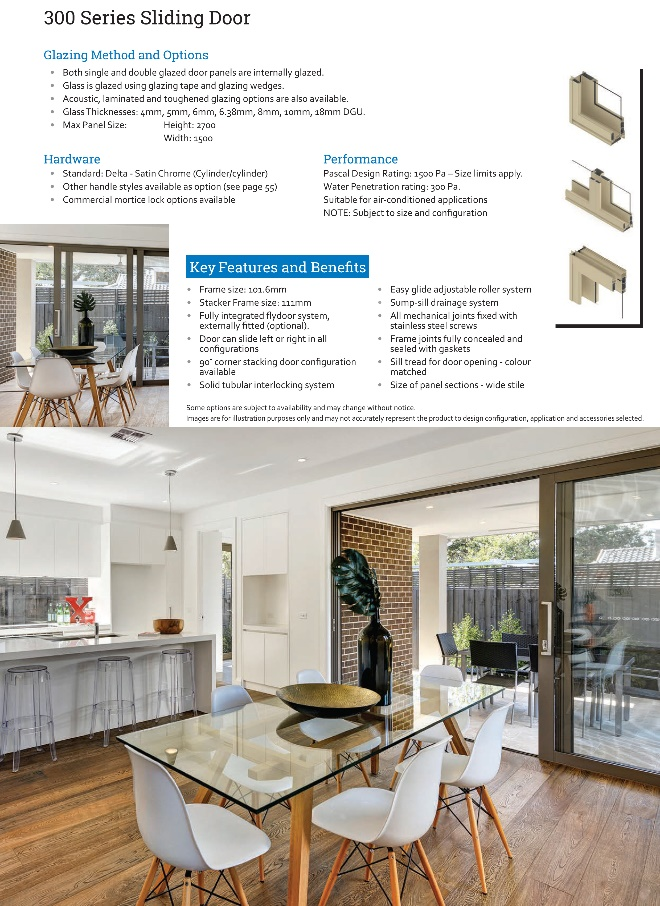 300 Series Sliding Door
Glazing Method and Options
• Both single and double glazed door panels are internally glazed.
• Glass is glazed using glazing tape and glazing wedges.
• Acoustic, laminated and toughened glazing options are also available.
• Glass Thicknesses: 4mm, 5mm, 6mm, 6.38mm, 8mm, 10mm, 18mm DGU.
• Max Panel Size: Height: 2700
Width: 1500
Hardware
• Standard: Delta - Satin Chrome (Cylinder/cylinder)
• Other handle styles available as option (see page 55)
• Commercial mortice lock options available
Performance
Pascal Design Rating: 1500 Pa – Size limits apply.
Water Penetration rating: 300 Pa.
Suitable for air-conditioned applications
NOTE: Subject to size and configuration
Key Features and Benefits
• Frame size: 101.6mm
• Stacker Frame size: 111mm
• Fully integrated flydoor system,
externally fitted (optional).
• Door can slide left or right in all
configurations
• 90° corner stacking door configuration
available
• Solid tubular interlocking system
• Easy glide adjustable roller system
• Sump-sill drainage system
• All mechanical joints fixed with
stainless steel screws
• Frame joints fully concealed and
sealed with gaskets
• Sill tread for door opening - colour
matched
• Size of panel sections - wide stile
Some options are subject to availability and may change without notice.
Images are for illustration purposes only and may not accurately represent the product to design configuration, application and accessories selected.